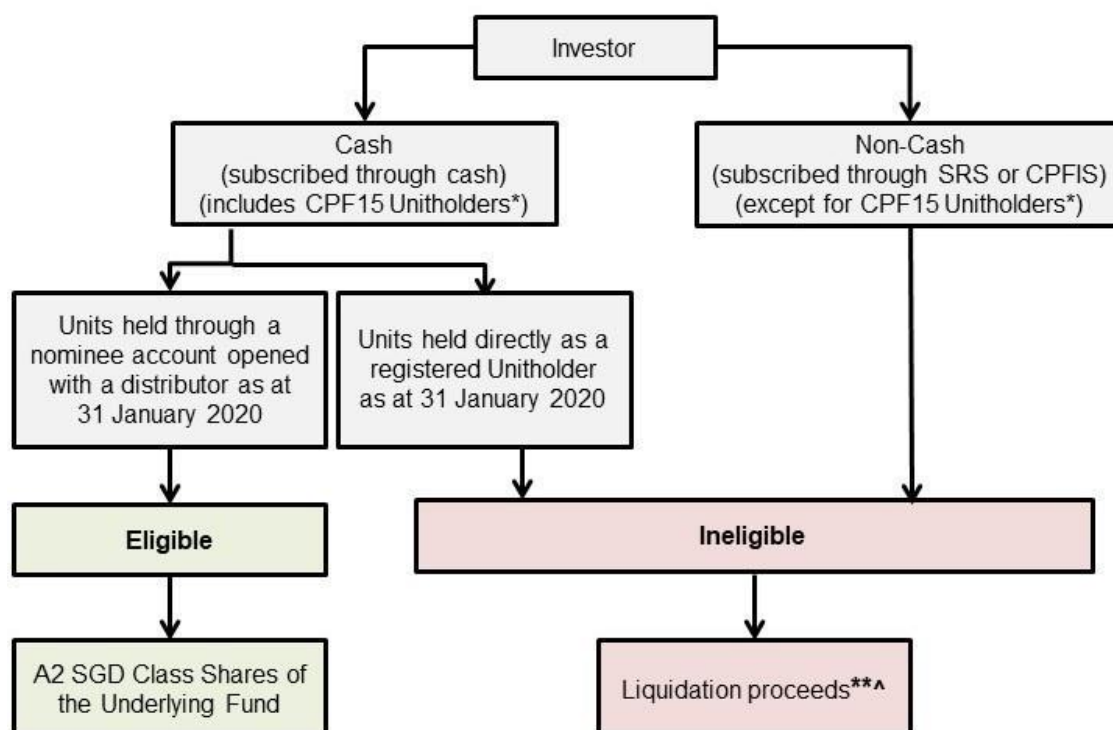 Investor
Cash
(subscribed through cash)
(includes CPF15 Unitholders*)
Non-Cash
(subscribed through SRS or CPFIS)
(except for CPF15 Unitholders*)
Units held through a
nominee account opened
with a distributor as at
31 January 2020
Units held directly as a
registered Unitholder
as at 31 January 2020
Eligible
Ineligible
A2 SGD Class Shares of
the Underlying Fund
Liquidation proceeds**^